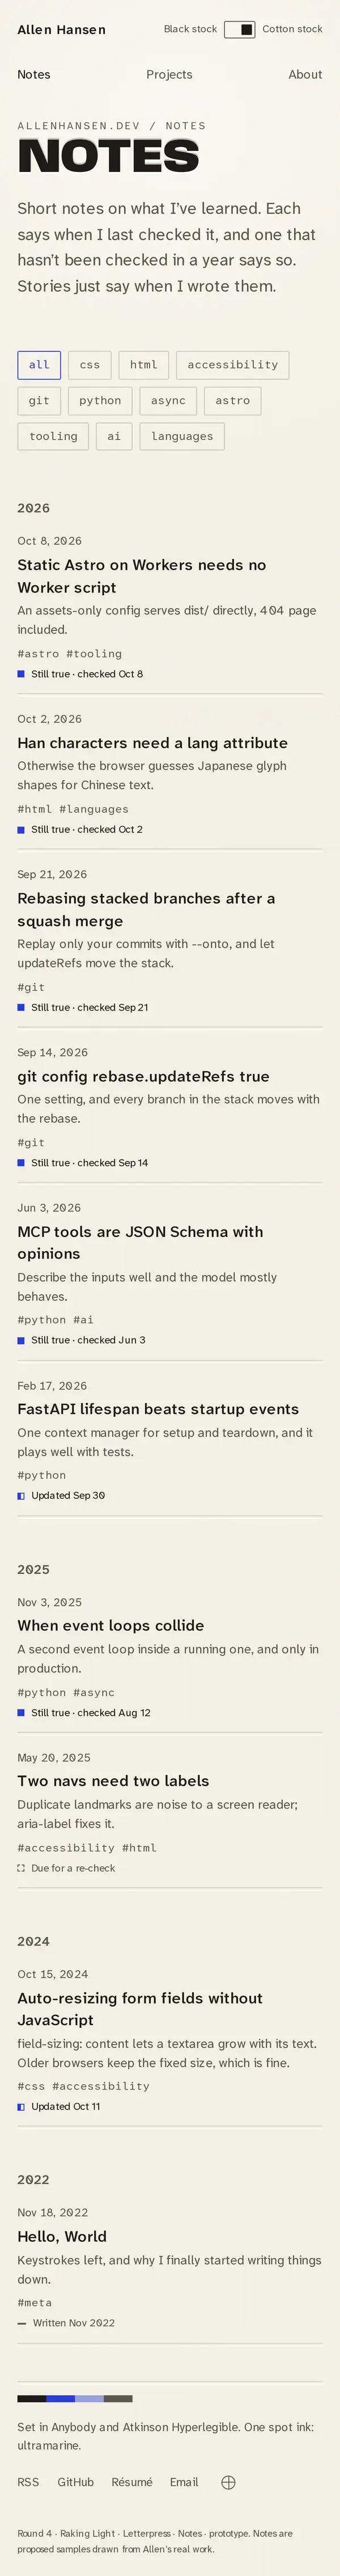 Allen Hansen
Black stock
Cotton stock
Notes
Projects
About
ALLENHANSEN.DEV / NOTES
NOTES
Short notes on what I’ve learned. Each
says when I last checked it, and one that
hasn’t been checked in a year says so.
Stories just say when I wrote them.
all
css
html
accessibility
git
python
async
astro
tooling
ai
languages
2026
Oct 8, 2026
Static Astro on Workers needs no
Worker script
An assets-only config serves dist/ directly, 404 page
included.
#astro #tooling
Still true · checked Oct 8
Oct 2, 2026
Han characters need a lang attribute
Otherwise the browser guesses Japanese glyph
shapes for Chinese text.
#html #languages
Still true · checked Oct 2
Sep 21, 2026
Rebasing stacked branches after a
squash merge
Replay only your commits with --onto, and let
updateRefs move the stack.
#git
Still true · checked Sep 21
Sep 14, 2026
git config rebase.updateRefs true
One setting, and every branch in the stack moves with
the rebase.
#git
Still true · checked Sep 14
Jun 3, 2026
MCP tools are JSON Schema with
opinions
Describe the inputs well and the model mostly
behaves.
#python #ai
Still true · checked Jun 3
Feb 17, 2026
FastAPI lifespan beats startup events
One context manager for setup and teardown, and it
plays well with tests.
#python
Updated Sep 30
2025
Nov 3, 2025
When event loops collide
A second event loop inside a running one, and only in
production.
#python #async
Still true · checked Aug 12
May 20, 2025
Two navs need two labels
Duplicate landmarks are noise to a screen reader;
aria-label fixes it.
#accessibility #html
Due for a re-check
2024
Oct 15, 2024
Auto-resizing form fields without
JavaScript
field-sizing: content lets a textarea grow with its text.
Older browsers keep the fixed size, which is fine.
#css #accessibility
Updated Oct 11
2022
Nov 18, 2022
Hello, World
Keystrokes left, and why I finally started writing things
down.
#meta
Written Nov 2022
Set in Anybody and Atkinson Hyperlegible. One spot ink:
ultramarine.
RSS
GitHub
Résumé
Email
Round 4 · Raking Light · Letterpress · Notes · prototype. Notes are
proposed samples drawn from Allen’s real work.